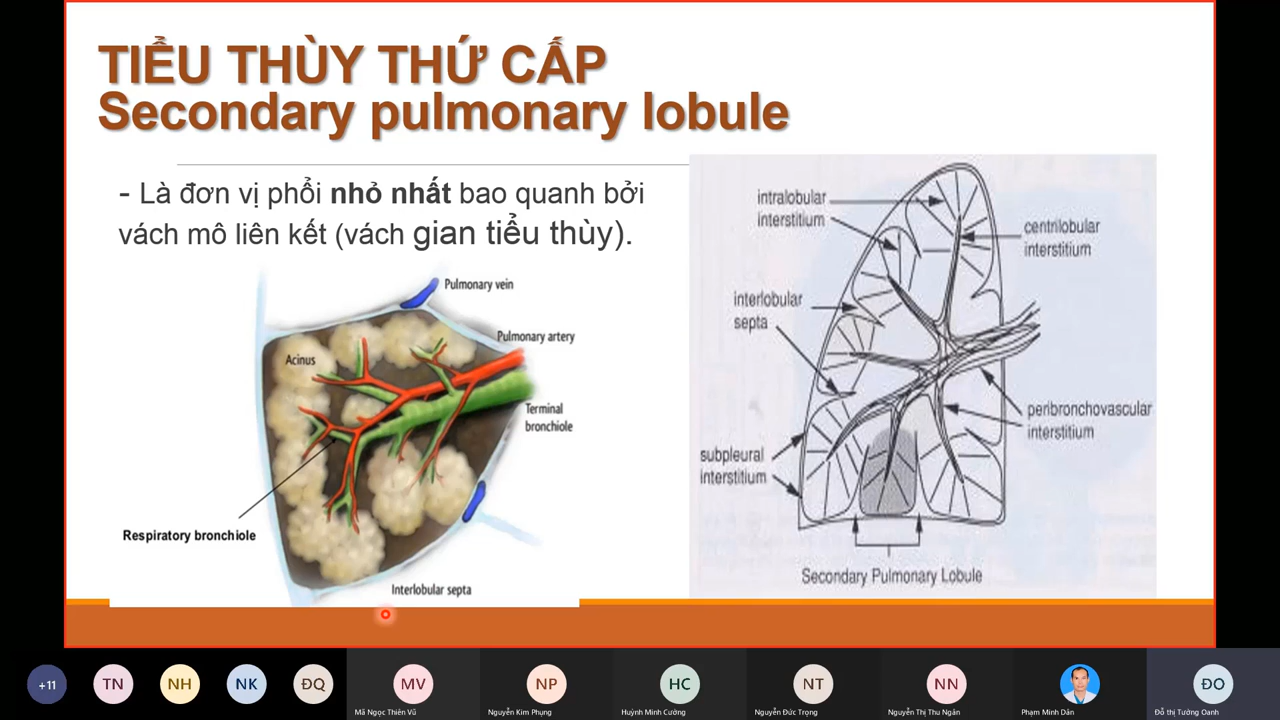 TIỂU THÙY THỨ CẤP
Secondary pulmonary lobule
- Là đơn vị phổi nhỏ nhất bao quanh bởi
vách mô liên kết (vách gian tiểu thùy).
Pulmonary vein
Pulmonary artery
Acinus
Terminal
bronchiole
Respiratory bronchiole
Interlobular septa
intralobular
interstitium
centrilobular
interstitium
interlobular
septa
peribronchovascular
interstitium
subpleural
interstitium
Secondary Pulmonary Lobule
+11
TN
NH
NK
ĐQ
MV
NP
HC
NT
NN
ĐO
Mã Ngọc Thiên Vũ
Nguyễn Kim Phụng
Huỳnh Minh Cường
Nguyễn Đức Trọng
Nguyễn Thị Thu Ngân
Phạm Minh Dân
Đỗ thị Tường Oanh